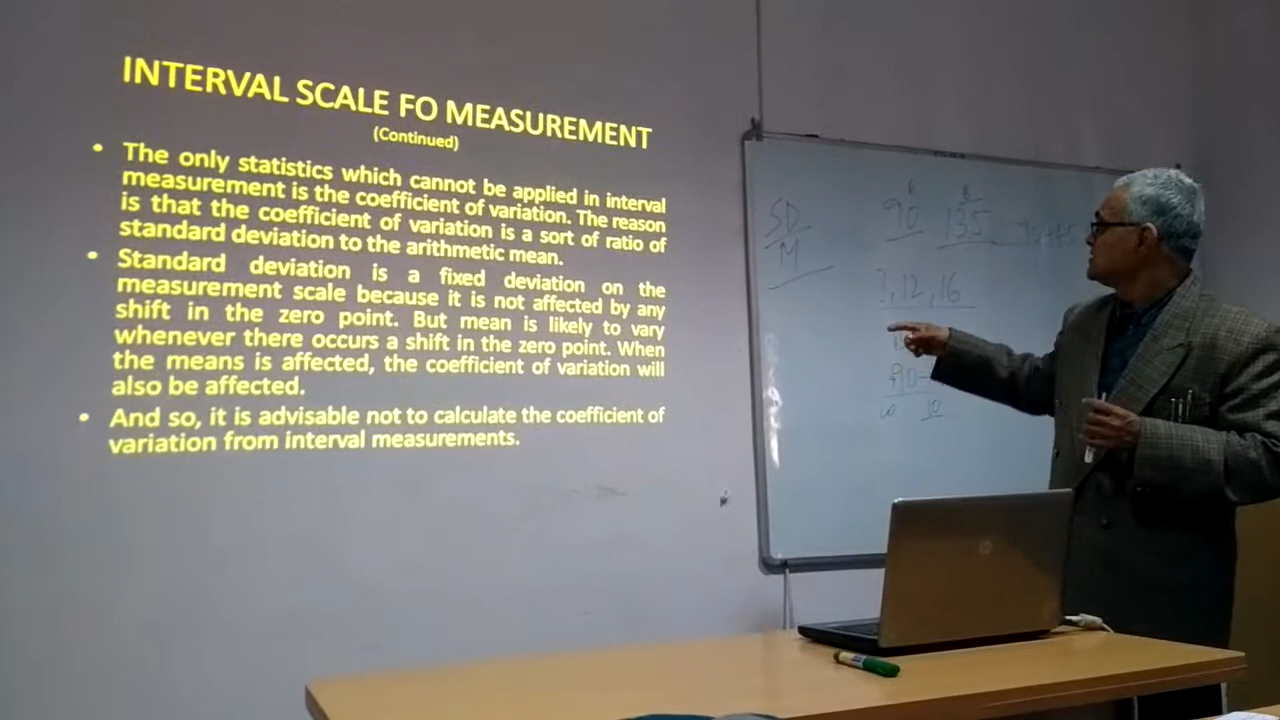 INTERVAL SCALE FO MEASUREMENT
(Continued)
• The only statistics which cannot be applied in interval
measurement is the coefficient of variation. The reason
is that the coefficient of variation is a sort of ratio of
standard deviation to the arithmetic mean.
• Standard deviation is a fixed deviation on the
measurement scale because it is not affected by any
shift in the zero point. But mean is likely to vary
whenever there occurs a shift in the zero point. When
the means is affected, the coefficient of variation will
also be affected.
• And so, it is advisable not to calculate the coefficient of
variation from interval measurements.
SD
M
90 135
?, 12, 16
90
10